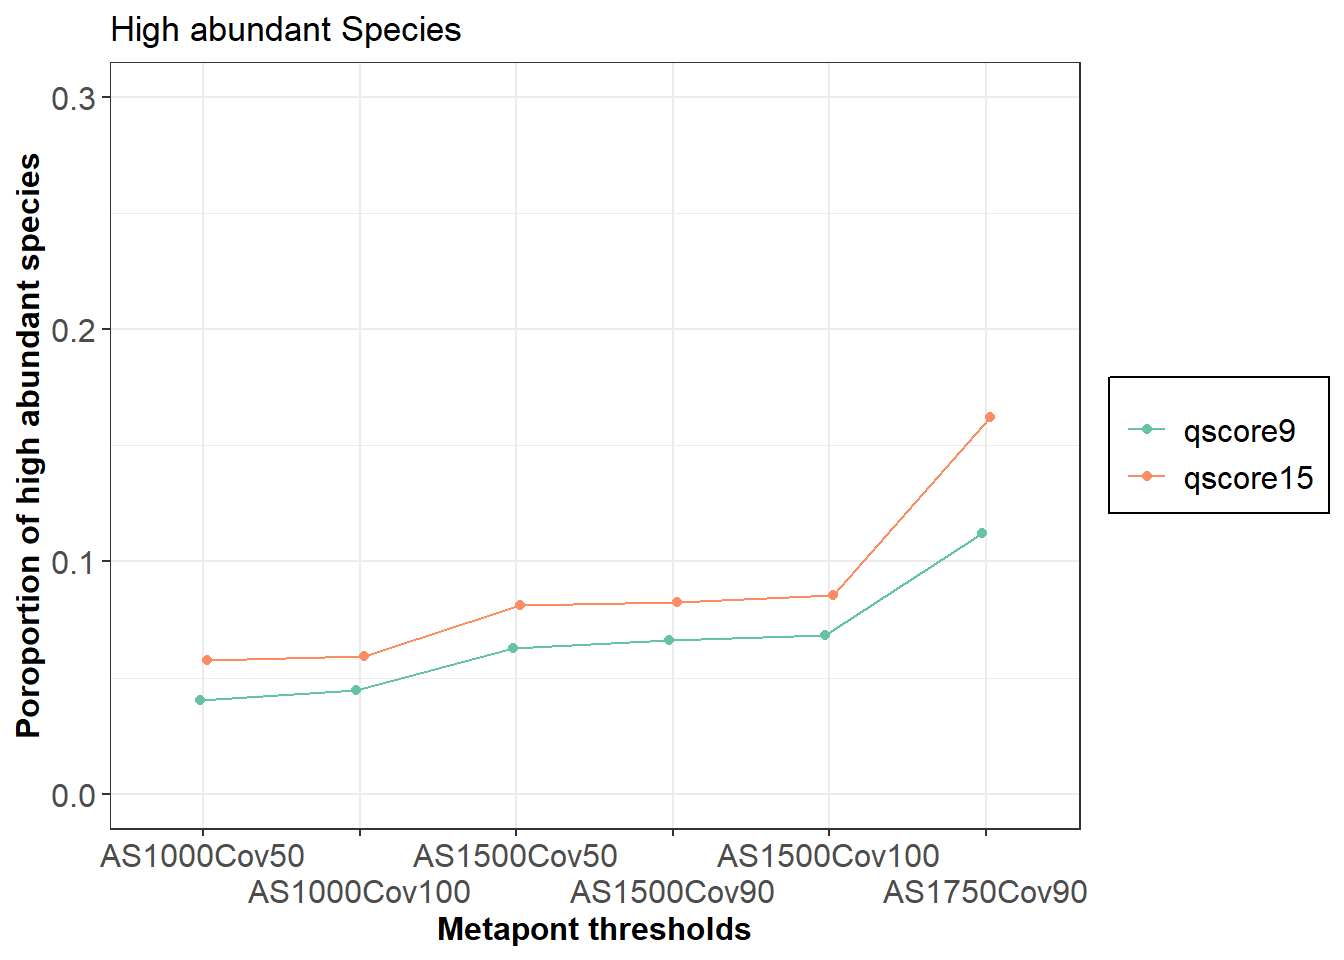 High abundant Species
Poroportion of high abundant species
0.3
0.2
0.1
0.0
AS1000Cov50
AS1000Cov100
AS1500Cov50
AS1500Cov90
AS1500Cov100
AS1750Cov90
Metapont thresholds
qscore9
qscore15